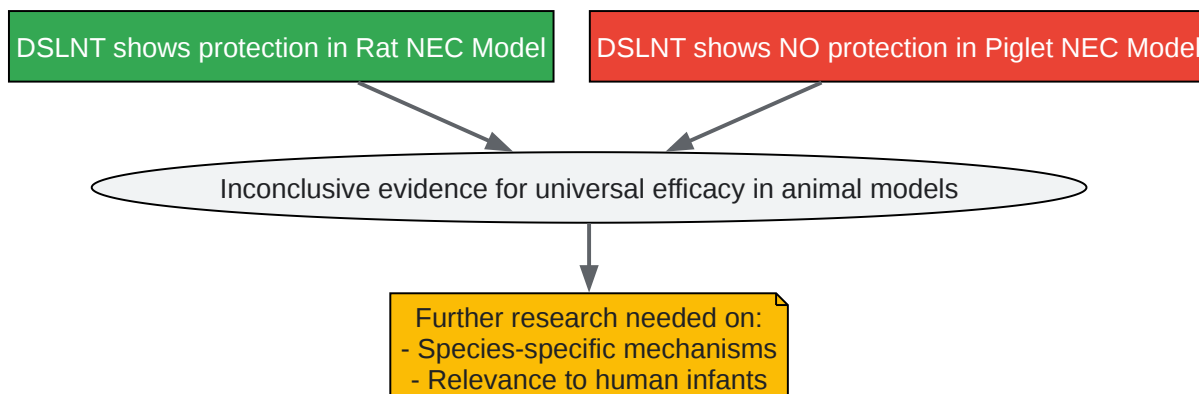 DSLNT shows protection in Rat NEC Model
DSLNT shows NO protection in Piglet NEC Model
Inconclusive evidence for universal efficacy in animal models
Further research needed on:
- Species-specific mechanisms
- Relevance to human infants